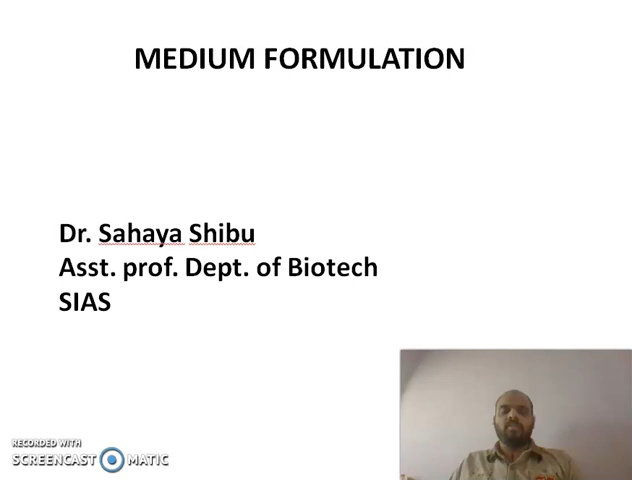 MEDIUM FORMULATION
Dr. Sahaya Shibu
Asst. prof. Dept. of Biotech
SIAS
RECORDED WITH
SCREENCAST MATIC